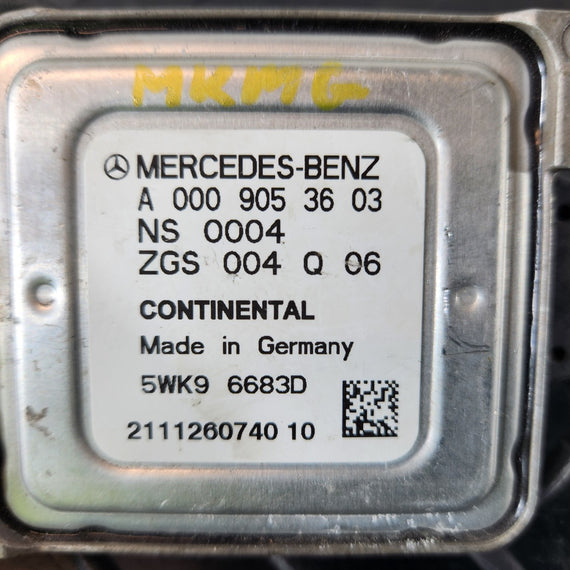 MKMG
MERCEDES-BENZ
A 000 905 36 03
NS 0004
ZGS 004 Q 06
CONTINENTAL
Made in Germany
5WK9 6683D
2111260740 10